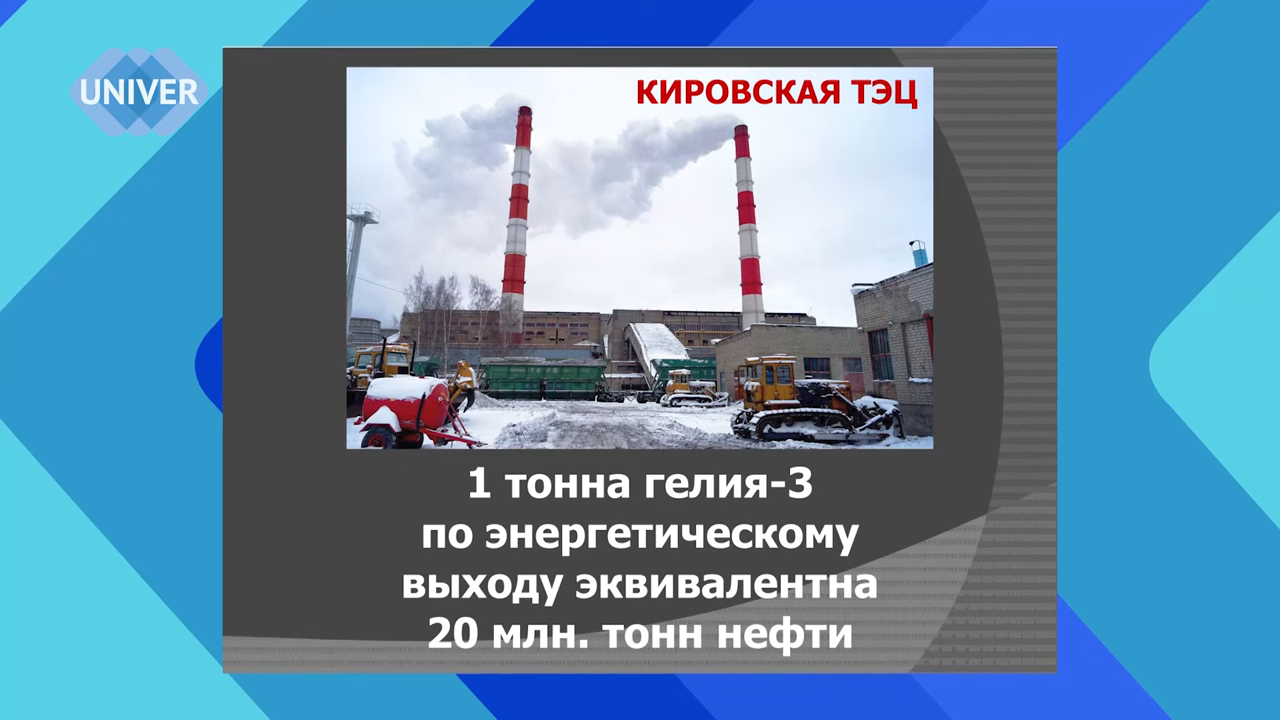 UNIVER
КИРОВСКАЯ ТЭЦ
1 тонна гелия-3
по энергетическому
выходу эквивалентна
20 млн. тонн нефти